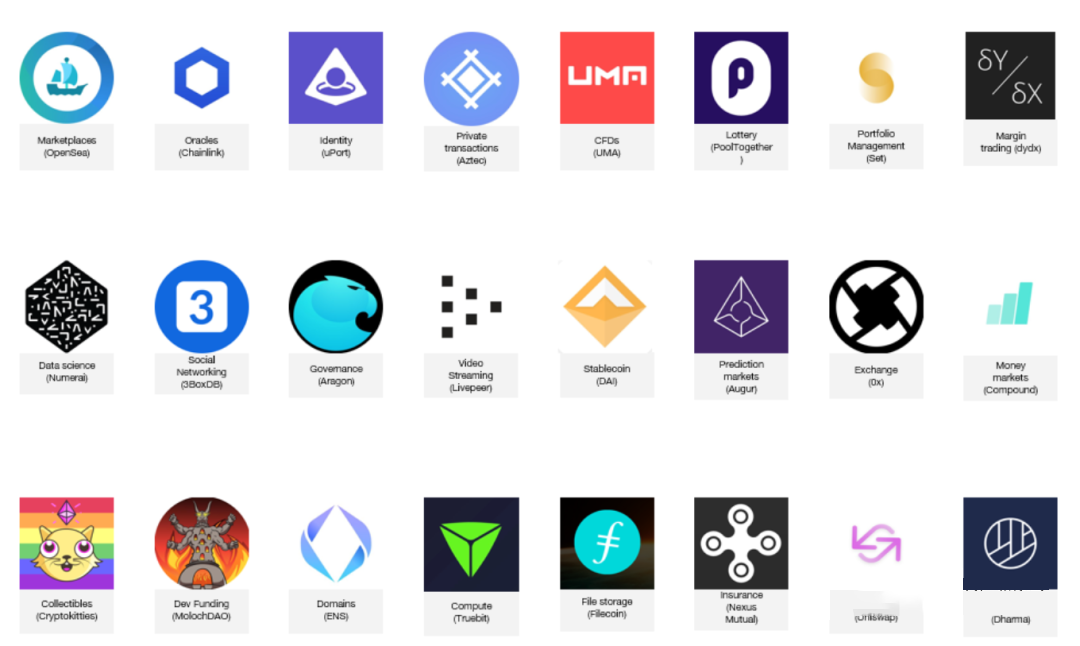 UMA
δY
δX
Marketplaces
(OpenSea)
Oracles
(Chainlink)
Identity
(uPort)
Private
transactions
(Aztec)
CFDs
(UMA)
Lottery
(PoolTogether
)
Portfolio
Management
(Set)
Margin
trading (dydx)
3
Data science
(Numerai)
Social
Networking
(3BoxDB)
Governance
(Aragon)
Video
Streaming
(Livepeer)
Stablecoin
(DAI)
Prediction
markets
(Augur)
Exchange
(0x)
Money
markets
(Compound)
Collectibles
(Cryptokitties)
Dev Funding
(MolochDAO)
Domains
(ENS)
Compute
(Truebit)
File storage
(Filecoin)
Insurance
(Nexus
Mutual)
(Uniswap)
(Dharma)